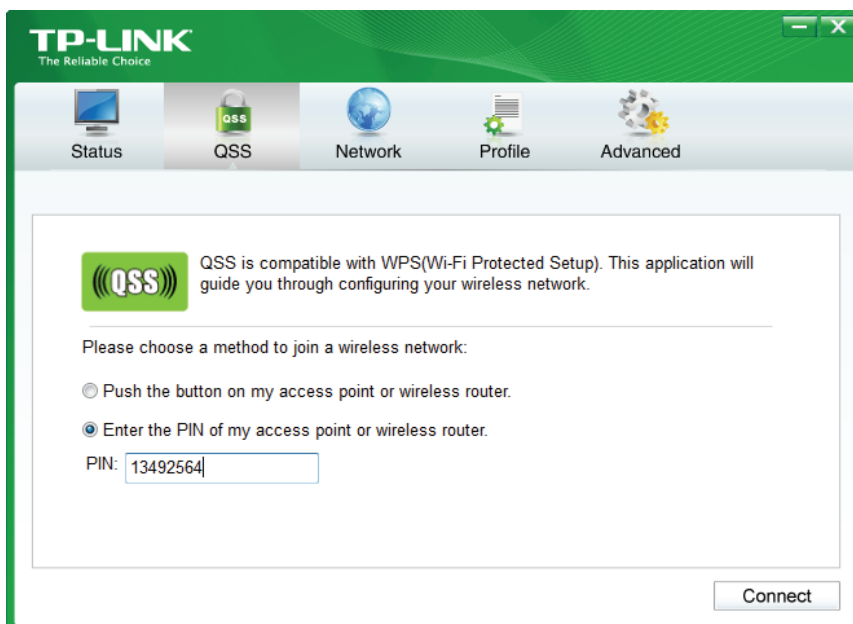 TP-LINK
The Reliable Choice
QSS
Status
QSS
Network
Profile
Advanced
QSS
QSS is compatible with WPS(Wi-Fi Protected Setup). This application will
guide you through configuring your wireless network.
Please choose a method to join a wireless network:
Push the button on my access point or wireless router.
Enter the PIN of my access point or wireless router.
PIN: 13492564
Connect